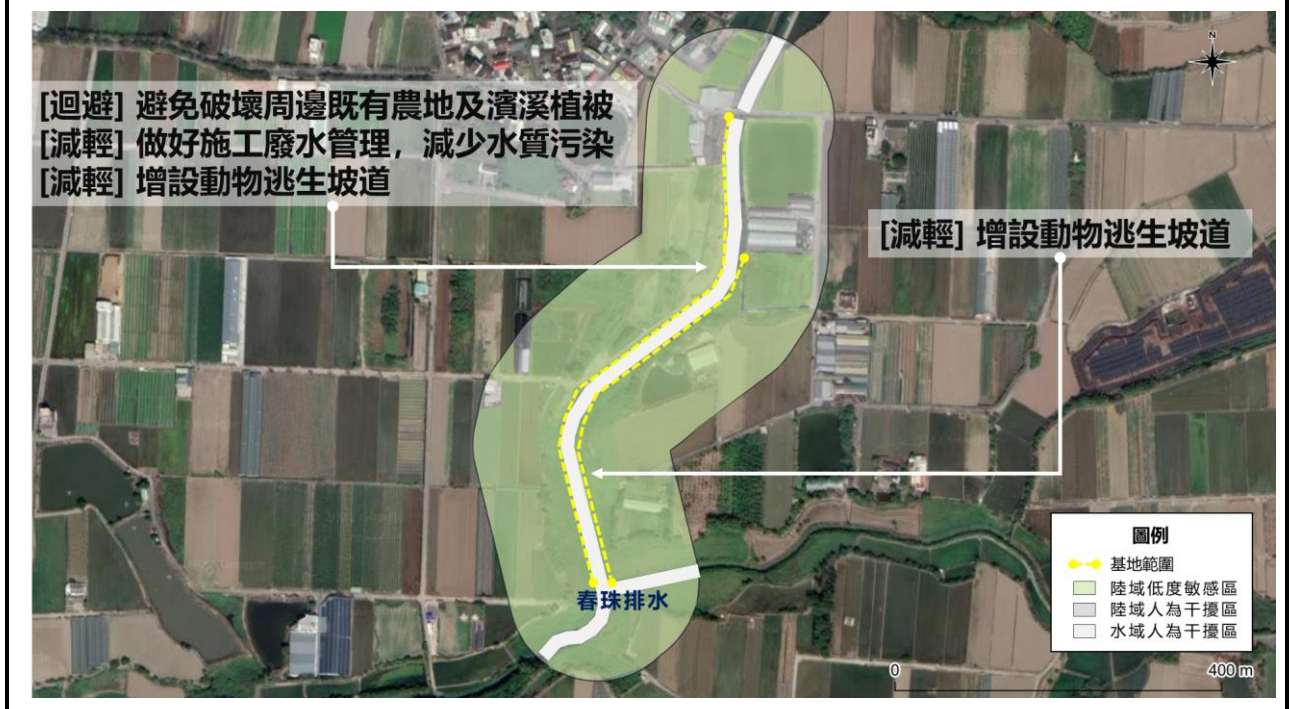 N
[迴避] 避免破壞周邊既有農地及濱溪植被
[減輕] 做好施工廢水管理，減少水質污染
[減輕] 增設動物逃生坡道
[減輕] 增設動物逃生坡道
春珠排水
圖例
基地範圍
陸域低度敏感區
陸域人為干擾區
水域人為干擾區
0 400 m